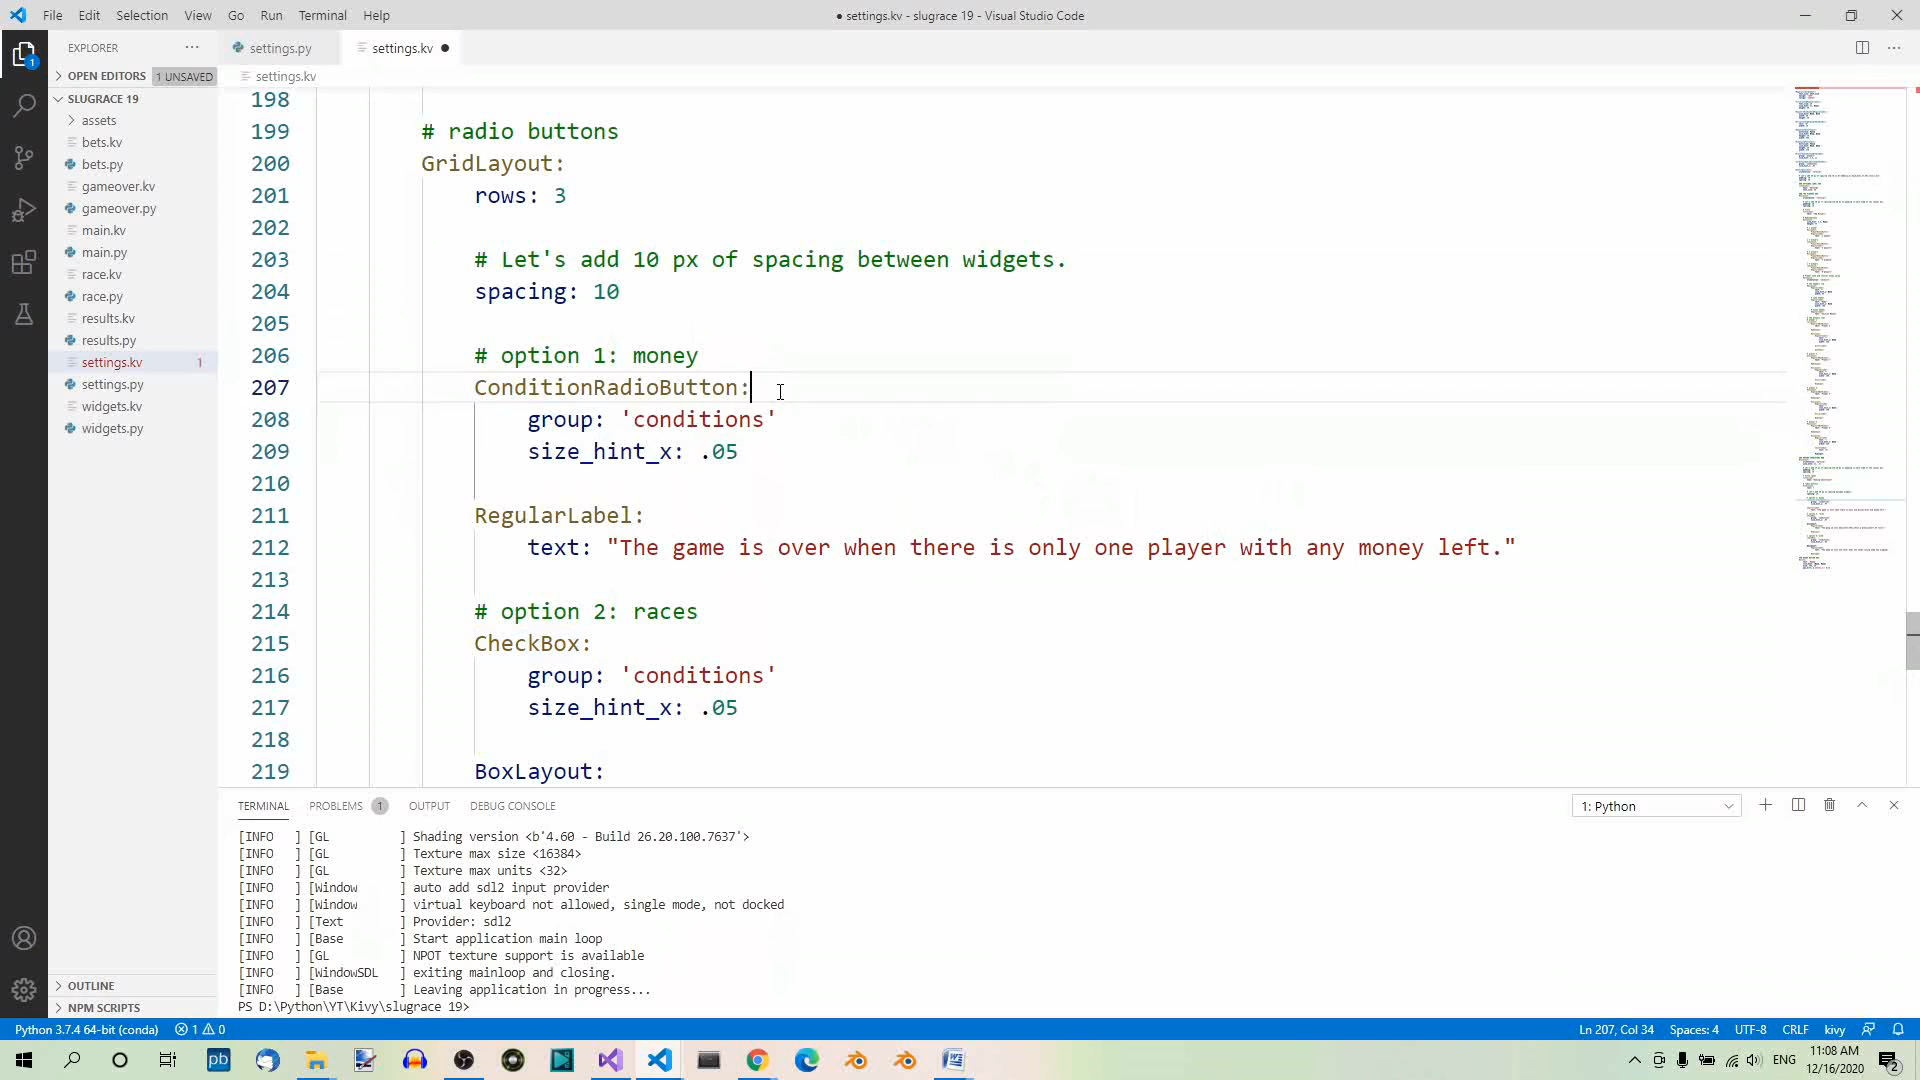 File Edit Selection View Go Run Terminal Help
● settings.kv - slugrace 19 - Visual Studio Code
EXPLORER
OPEN EDITORS 1 UNSAVED
SLUGRACE 19
assets
bets.kv
bets.py
gameover.kv
gameover.py
main.kv
main.py
race.kv
race.py
results.kv
results.py
settings.kv 1
settings.py
widgets.kv
widgets.py
OUTLINE
NPM SCRIPTS
settings.py settings.kv ●
settings.kv
198
199 # radio buttons
200 GridLayout:
201 rows: 3
202
203 # Let's add 10 px of spacing between widgets.
204 spacing: 10
205
206 # option 1: money
207 ConditionRadioButton:
208 group: 'conditions'
209 size_hint_x: .05
210
211 RegularLabel:
212 text: "The game is over when there is only one player with any money left."
213
214 # option 2: races
215 CheckBox:
216 group: 'conditions'
217 size_hint_x: .05
218
219 BoxLayout:
TERMINAL PROBLEMS 1 OUTPUT DEBUG CONSOLE 1: Python
[INFO ] [GL ] Shading version <b'4.60 - Build 26.20.100.7637'>
[INFO ] [GL ] Texture max size <16384>
[INFO ] [GL ] Texture max units <32>
[INFO ] [Window ] auto add sdl2 input provider
[INFO ] [Window ] virtual keyboard not allowed, single mode, not docked
[INFO ] [Text ] Provider: sdl2
[INFO ] [Base ] Start application main loop
[INFO ] [GL ] NPOT texture support is available
[INFO ] [WindowSDL ] exiting mainloop and closing.
[INFO ] [Base ] Leaving application in progress...
PS D:\Python\YT\Kivy\slugrace 19>
Python 3.7.4 64-bit (conda) 1 0 Ln 207, Col 34 Spaces: 4 UTF-8 CRLF kivy
pb ENG 11:08 AM
12/16/2020 2